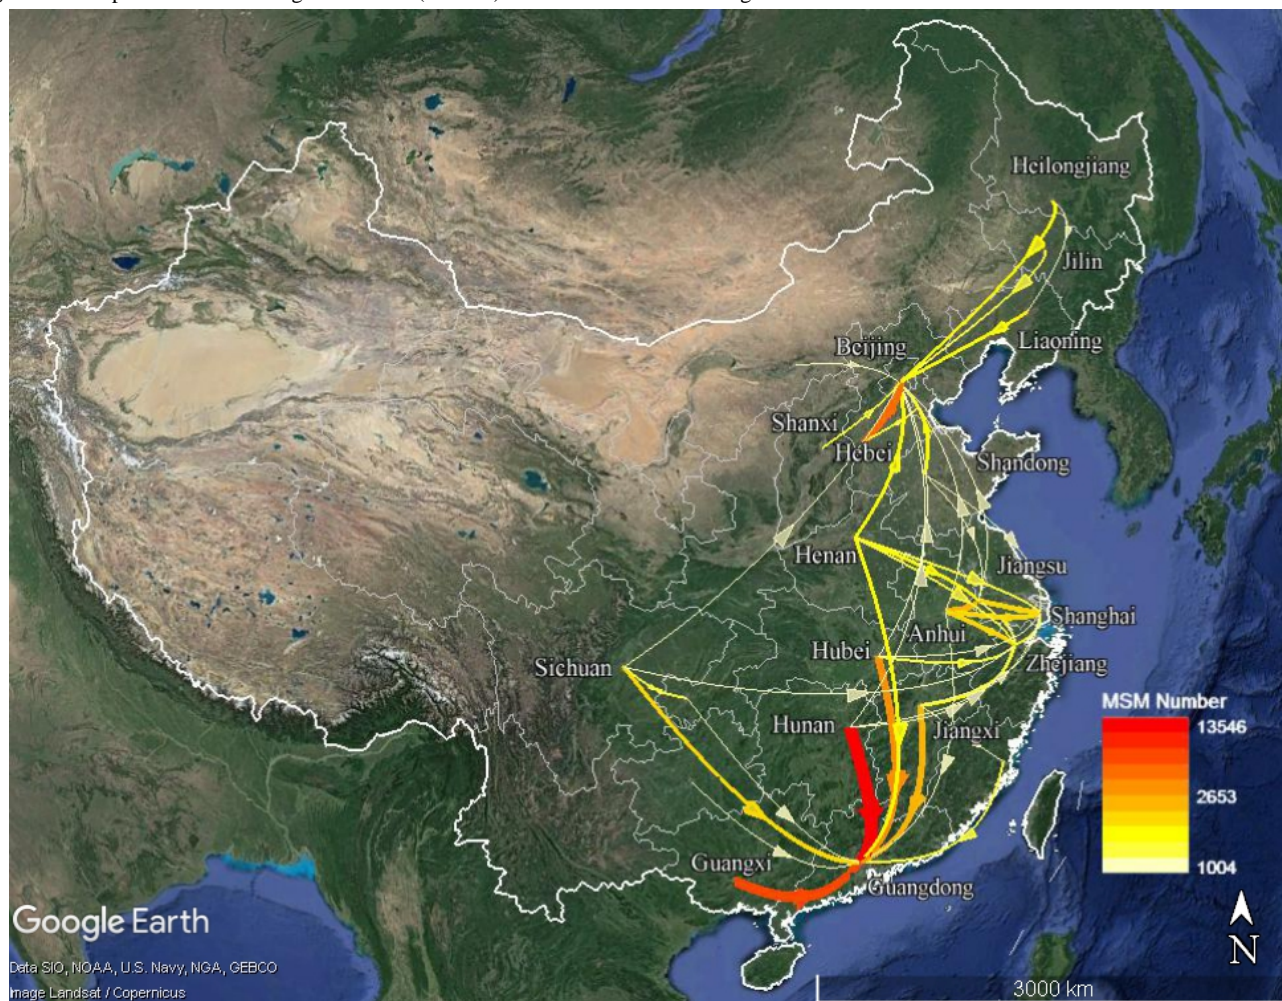 Heilongjiang
Jilin
Liaoning
Beijing
Shanxi
Hebei
Shandong
Henan
Jiangsu
Shanghai
Anhui
Hubei
Zhejiang
Sichuan
Hunan
Jiangxi
Guangxi
Guangdong
MSM Number
13546
2653
1004
N
Google Earth
Data SIO, NOAA, U.S. Navy, NGA, GEBCO
Image Landsat / Copernicus
3000 km